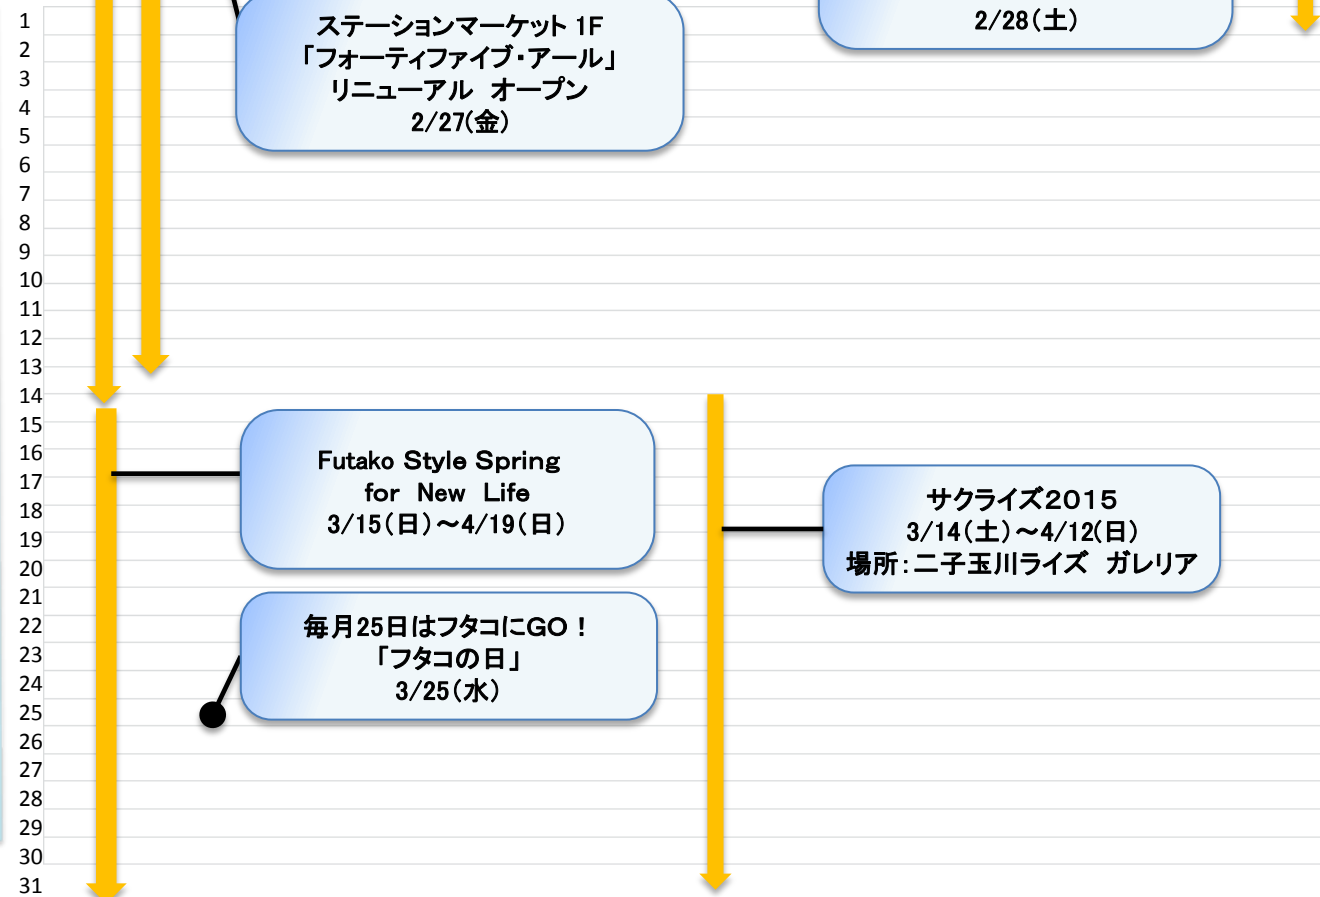 1
2
3
4
5
6
7
8
9
10
11
12
13
14
15
16
17
18
19
20
21
22
23
24
25
26
27
28
29
30
31
ステーションマーケット 1F
「フォーティファイブ・アール」
リニューアル　オープン
2/27(金)
2/28(土)
Futako Style Spring
for　New　Life
3/15(日)～4/19(日)
毎月25日はフタコにGO！
「フタコの日」
3/25(水)
サクライズ2015
3/14(土)～4/12(日)
場所：二子玉川ライズ　ガレリア